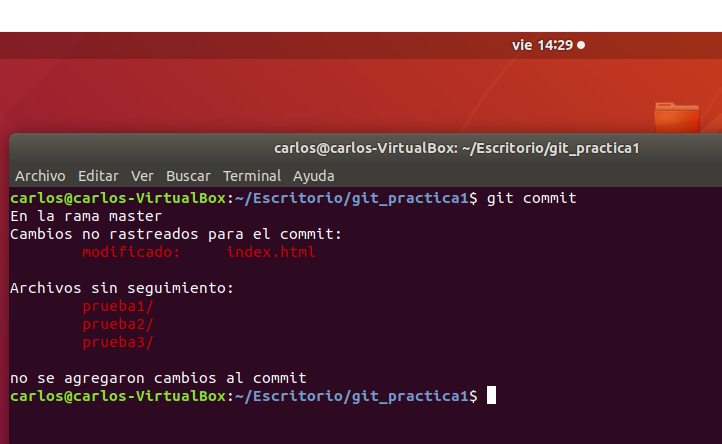 vie 14:29
carlos@carlos-VirtualBox: ~/Escritorio/git_practica1
Archivo Editar Ver Buscar Terminal Ayuda
carlos@carlos-VirtualBox:~/Escritorio/git_practica1$ git commit
En la rama master
Cambios no rastreados para el commit:
modificado: index.html
Archivos sin seguimiento:
prueba1/
prueba2/
prueba3/
no se agregaron cambios al commit
carlos@carlos-VirtualBox:~/Escritorio/git_practica1$